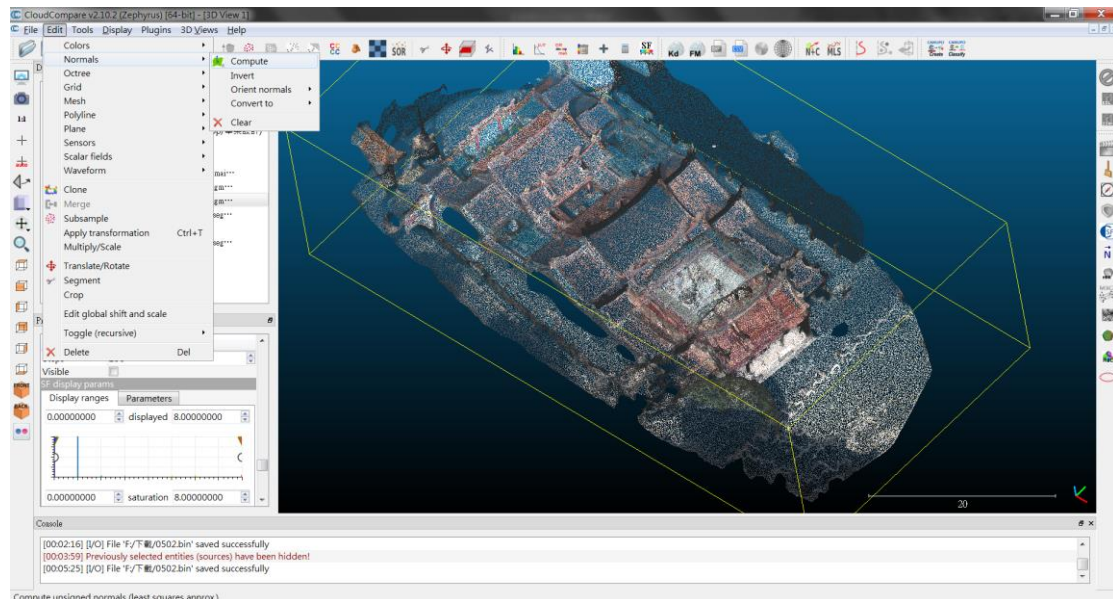 CloudCompare v2.10.2 (Zephyrus) [64-bit] - [3D View 1]
File Edit Tools Display Plugins 3D Views Help
Colors
Normals
Octree
Grid
Mesh
Polyline
Plane
Sensors
Scalar fields
Waveform
Clone
Merge
Subsample
Apply transformation Ctrl+T
Multiply/Scale
Translate/Rotate
Segment
Crop
Edit global shift and scale
Toggle (recursive)
Delete Del
Compute
Invert
Orient normals
Convert to
Clear
SOR
SF
Kd
FM
N+C
MLS
1:1
FRONT
BACK
N
Visible
SF display params
Display ranges Parameters
0.00000000 displayed 8.00000000
0.00000000 saturation 8.00000000
20
Console
[00:02:16] [I/O] File 'F:/下載/0502.bin' saved successfully
[00:03:59] Previously selected entities (sources) have been hidden!
[00:05:25] [I/O] File 'F:/下載/0502.bin' saved successfully
Compute unsigned normals (least squares approx.)